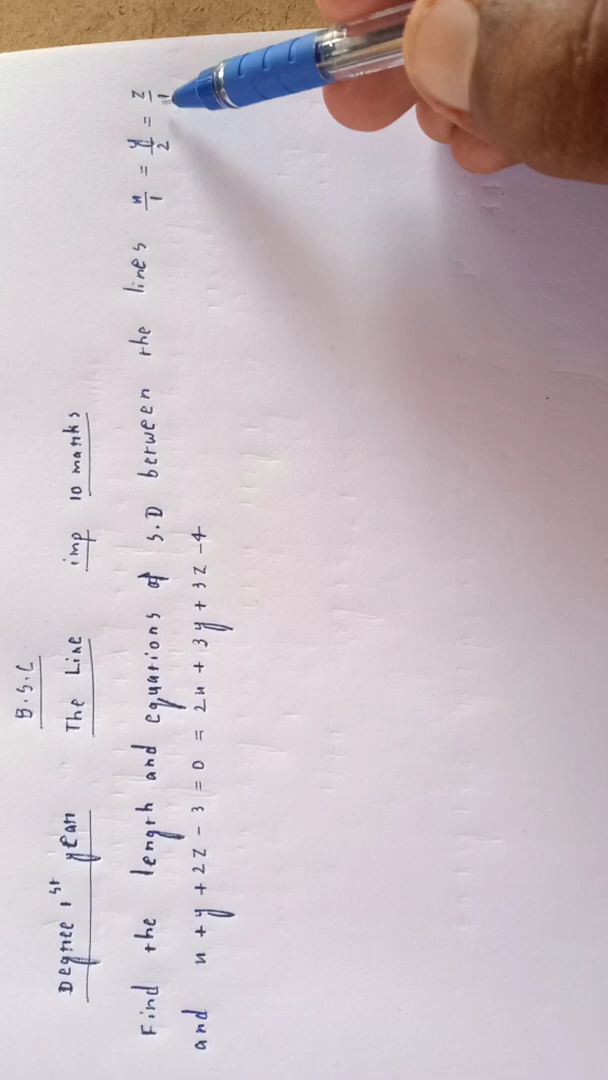 B.S.C
Degree 1st year The Line imp 10 marks
Find the length and equations of S.D between the lines x/1 = y/2 = z/1
and x + y + 2z - 3 = 0 = 2x + 3y + 3z - 4